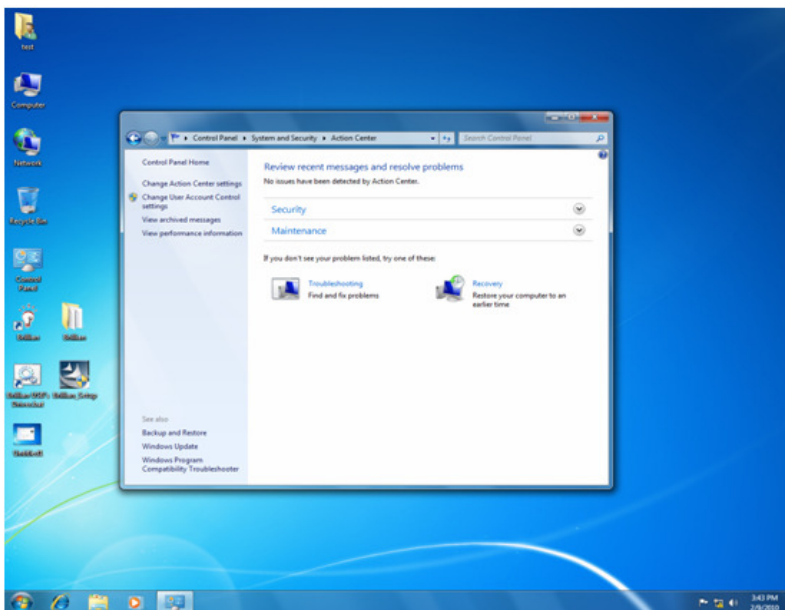 test
Computer
Network
Recycle Bin
Control
Panel
Control Panel
System and Security
Action Center
Search Control Panel
Control Panel Home
Change Action Center settings
Change User Account Control
settings
View archived messages
View performance information
See also
Backup and Restore
Windows Update
Windows Program
Compatibility Troubleshooter
Review recent messages and resolve problems
No issues have been detected by Action Center.
Security
Maintenance
If you don't see your problem listed, try one of these:
Troubleshooting
Find and fix problems
Recovery
Restore your computer to an
earlier time
3:43 PM
2/9/2010